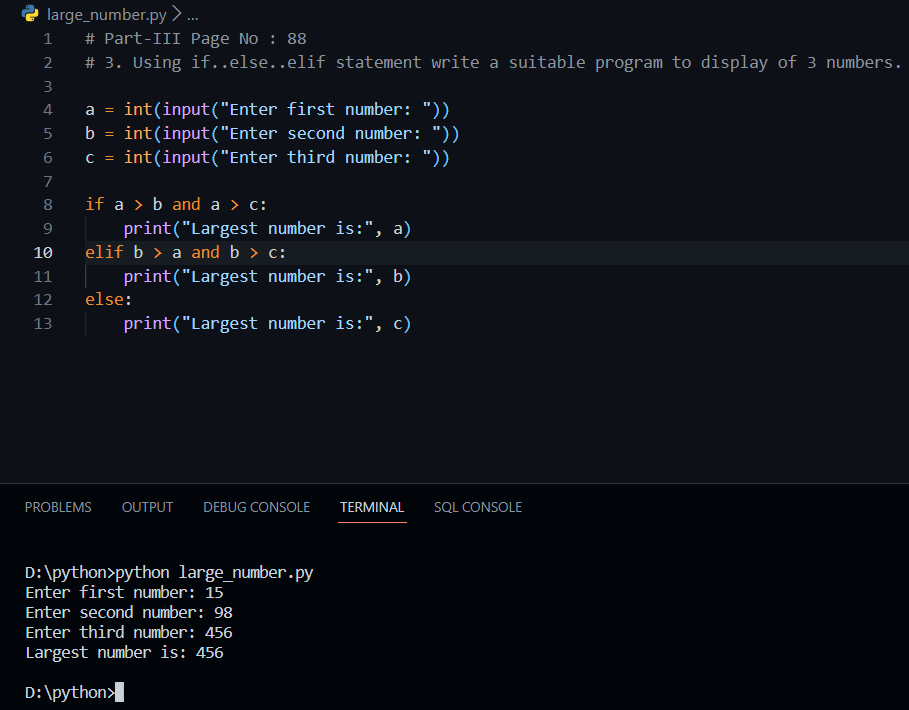 large_number.py > ...
1 # Part-III Page No : 88
2 # 3. Using if..else..elif statement write a suitable program to display of 3 numbers.
3
4 a = int(input("Enter first number: "))
5 b = int(input("Enter second number: "))
6 c = int(input("Enter third number: "))
7
8 if a > b and a > c:
9     print("Largest number is:", a)
10 elif b > a and b > c:
11     print("Largest number is:", b)
12 else:
13     print("Largest number is:", c)
PROBLEMS OUTPUT DEBUG CONSOLE TERMINAL SQL CONSOLE
D:\python>python large_number.py
Enter first number: 15
Enter second number: 98
Enter third number: 456
Largest number is: 456
D:\python>